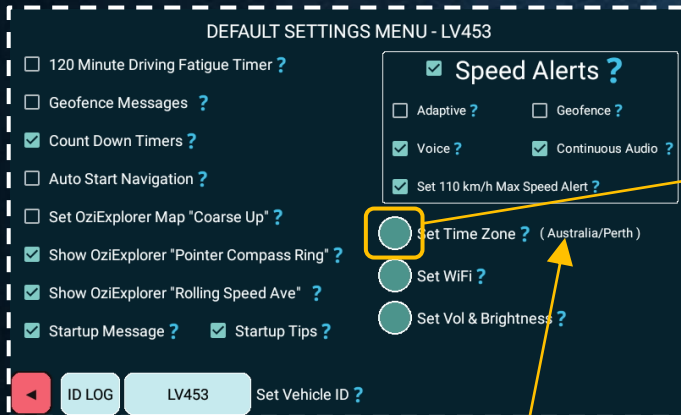 DEFAULT SETTINGS MENU - LV453
120 Minute Driving Fatigue Timer ?
Geofence Messages ?
Count Down Timers ?
Auto Start Navigation ?
Set OziExplorer Map "Coarse Up" ?
Show OziExplorer "Pointer Compass Ring" ?
Show OziExplorer "Rolling Speed Ave" ?
Startup Message ? Startup Tips ?
Speed Alerts ?
Adaptive ? Geofence ?
Voice ? Continuous Audio ?
Set 110 km/h Max Speed Alert ?
Set Time Zone ? ( Australia/Perth )
Set WiFi ?
Set Vol & Brightness ?
ID LOG LV453 Set Vehicle ID ?